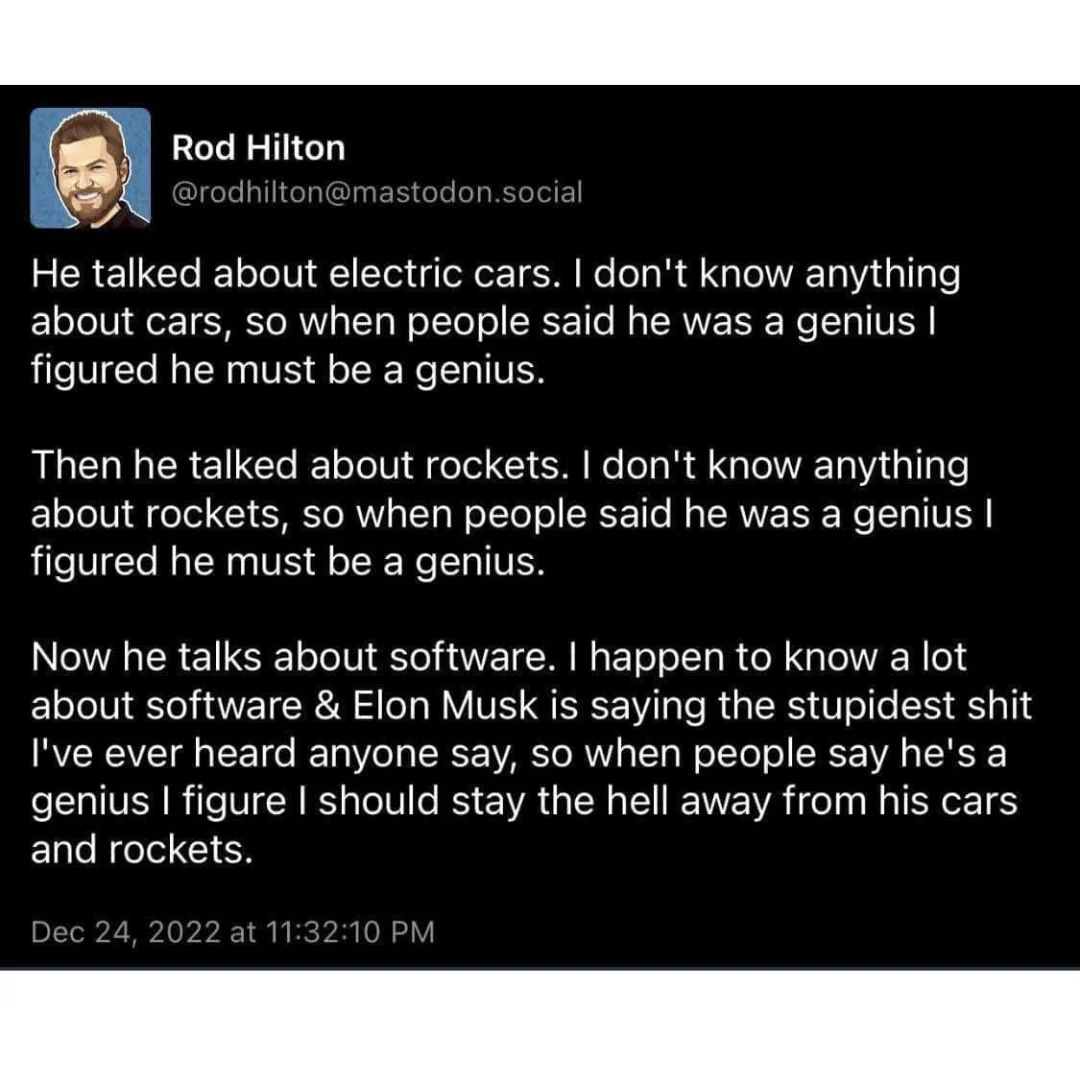 Rod Hilton
@rodhilton@mastodon.social
He talked about electric cars. I don't know anything
about cars, so when people said he was a genius I
figured he must be a genius.
Then he talked about rockets. I don't know anything
about rockets, so when people said he was a genius I
figured he must be a genius.
Now he talks about software. I happen to know a lot
about software & Elon Musk is saying the stupidest shit
I've ever heard anyone say, so when people say he's a
genius I figure I should stay the hell away from his cars
and rockets.
Dec 24, 2022 at 11:32:10 PM